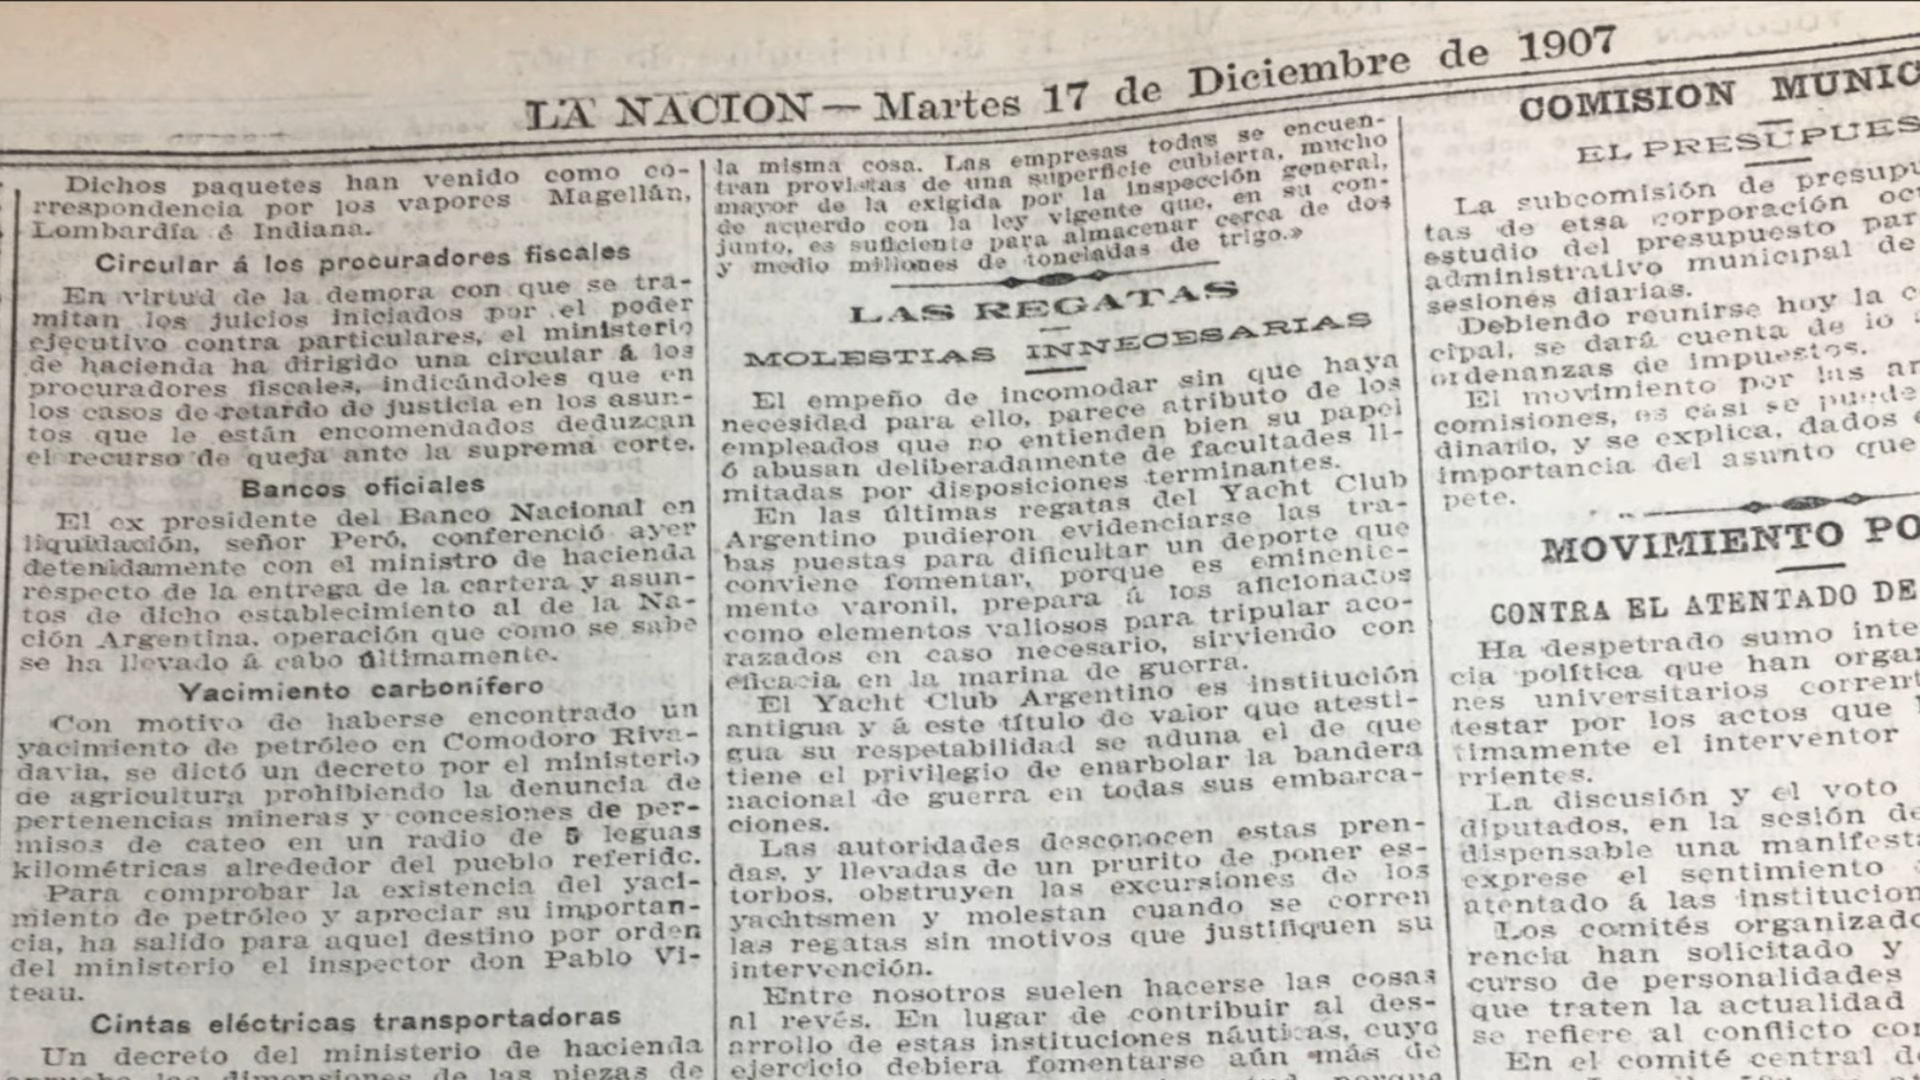 LA NACION — Martes 17 de Diciembre de 1907
Dichos paquetes han venido como co-
rrespondencia por los vapores Magellán,
Lombardía é Indiana.
Circular á los procuradores fiscales
En virtud de la demora con que se tra-
mitan los juicios iniciados por el poder
ejecutivo contra particulares, el ministerio
de hacienda ha dirigido una circular á los
procuradores fiscales, indicándoles que en
los casos de retardo de justicia en los asun-
tos que le están encomendados deduzcan
el recurso de queja ante la suprema corte.
Bancos oficiales
El ex presidente del Banco Nacional en
liquidación, señor Peró, conferenció ayer
detenidamente con el ministro de hacienda
respecto de la entrega de la cartera y asun-
tos de dicho establecimiento al de la Na-
ción Argentina, operación que como se sabe
se ha llevado á cabo últimamente.
Yacimiento carbonífero
Con motivo de haberse encontrado un
yacimiento de petróleo en Comodoro Riva-
davia, se dictó un decreto por el ministerio
de agricultura prohibiendo la denuncia de
pertenencias mineras y concesiones de per-
misos de cateo en un radio de 5 leguas
kilométricas alrededor del pueblo referido.
Para comprobar la existencia del yaci-
miento de petróleo y apreciar su importan-
cia, ha salido para aquel destino por orden
del ministerio el inspector don Pablo Vi-
teau.
Cintas eléctricas transportadoras
Un decreto del ministerio de hacienda
dimensiones de las piezas de
la misma cosa. Las empresas todas se encuen-
tran provistas de una superficie cubierta, mucho
mayor de la exigida por la inspección general,
de acuerdo con la ley vigente que, en su con-
junto, es suficiente para almacenar cerca de dos
y medio millones de toneladas de trigo.»
LAS REGATAS
MOLESTIAS INNECESARIAS
El empeño de incomodar sin que haya
necesidad para ello, parece atributo de los
empleados que no entienden bien su papel
ó abusan deliberadamente de facultades li-
mitadas por disposiciones terminantes.
En las últimas regatas del Yacht Club
Argentino pudieron evidenciarse las tra-
bas puestas para dificultar un deporte que
conviene fomentar, porque es eminente-
mente varonil, prepara á los aficionados
como elementos valiosos para tripular aco-
razados en caso necesario, sirviendo con
eficacia en la marina de guerra.
El Yacht Club Argentino es institución
antigua y á este título de valor que atesti-
gua su respetabilidad se aduna el de que
tiene el privilegio de enarbolar la bandera
nacional de guerra en todas sus embarca-
ciones.
Las autoridades desconocen estas pren-
das, y llevadas de un prurito de poner es-
torbos, obstruyen las excursiones de los
yachtsmen y molestan cuando se corren
las regatas sin motivos que justifiquen su
intervención.
Entre nosotros suelen hacerse las cosas
al revés. En lugar de contribuir al des-
arrollo de estas instituciones náuticas, cuyo
ejercicio debiera fomentarse aún más de
COMISION MUNIC
EL PRESUPUES
La subcomisión de presupu
tas de etsa corporación oc
estudio del presupuesto par
administrativo municipal de
sesiones diarias.
Debiendo reunirse hoy la c
cipal, se dará cuenta de lo
ordenanzas de impuestos.
El movimiento por las an
comisiones, es casi se puede
dinario, y se explica, dados
importancia del asunto que
pete.
MOVIMIENTO PO
CONTRA EL ATENTADO DE
Ha despetrado sumo inte
cia política que han orga
nes universitarios corrent
testar por los actos que
timamente el interventor
rrientes.
La discusión y el voto
diputados, en la sesión de
dispensable una manifesta
exprese el sentimiento
atentado á las institucion
Los comités organizado
rencia han solicitado y
curso de personalidades
que traten la actualidad
se refiere al conflicto cor
En el comité central d